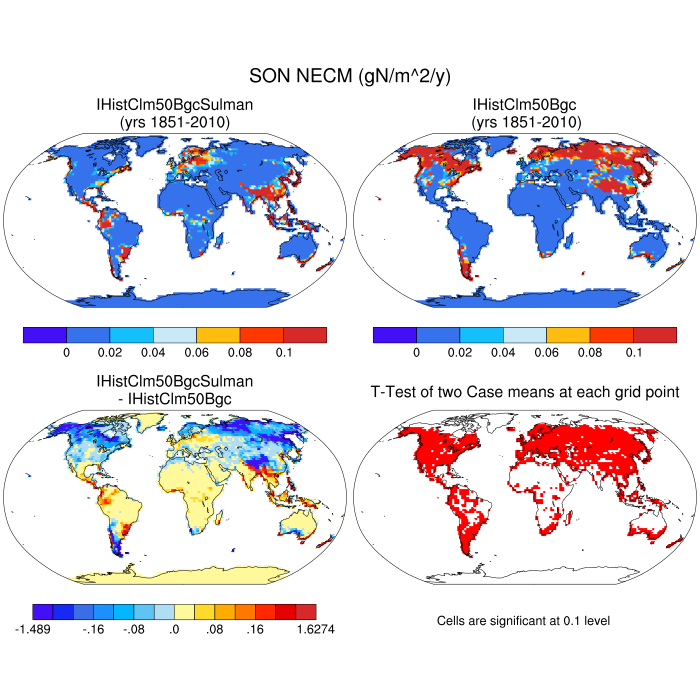 SON NECM (gN/m^2/y)
IHistClm50BgcSulman
(yrs 1851-2010)
IHistClm50Bgc
(yrs 1851-2010)
0 0.02 0.04 0.06 0.08 0.1
0 0.02 0.04 0.06 0.08 0.1
IHistClm50BgcSulman
- IHistClm50Bgc
T-Test of two Case means at each grid point
-1.489 -.16 -.08 .0 .08 .16 1.6274
Cells are significant at 0.1 level